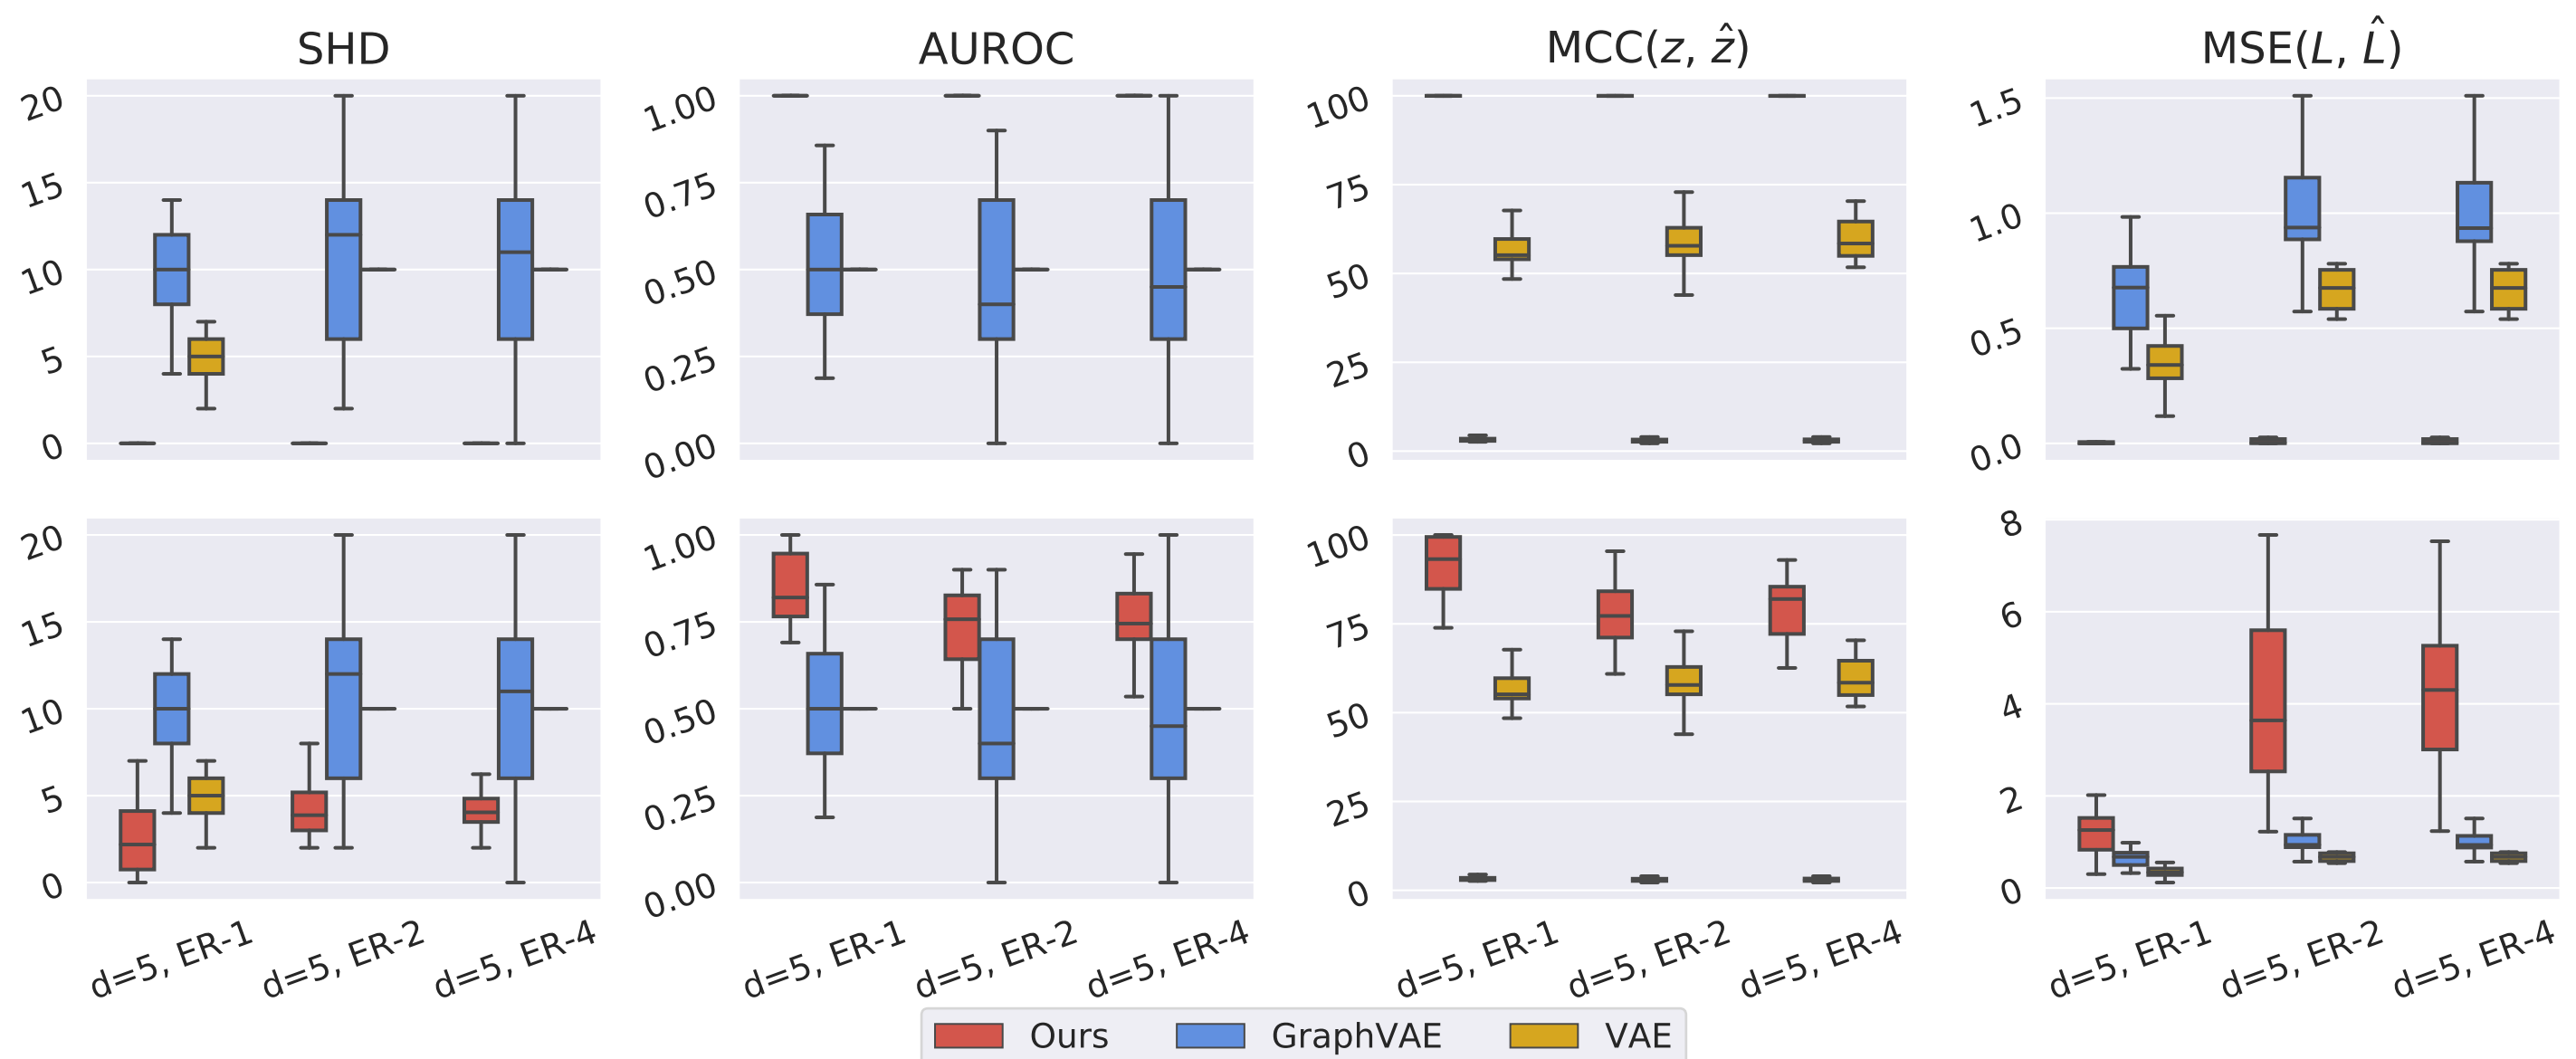 SHD
AUROC
MCC(z, ẑ)
MSE(L, L̂)
20
15
10
5
0
1.00
0.75
0.50
0.25
0.00
100
75
50
25
0
1.5
1.0
0.5
0.0
20
15
10
5
0
1.00
0.75
0.50
0.25
0.00
100
75
50
25
0
8
6
4
2
0
d=5, ER-1
d=5, ER-2
d=5, ER-4
d=5, ER-1
d=5, ER-2
d=5, ER-4
d=5, ER-1
d=5, ER-2
d=5, ER-4
d=5, ER-1
d=5, ER-2
d=5, ER-4
Ours GraphVAE VAE